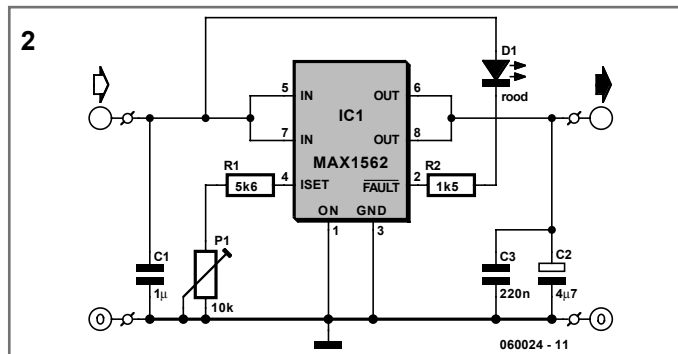 2
D1
rood
5
IN
OUT
6
IC1
7
IN
OUT
8
MAX1562
R1
5k6
4
ISET
FAULT
2
R2
1k5
ON
GND
1
3
P1
10k
C1
1µ
C3
220n
C2
4µ7
0
0
060024 - 11